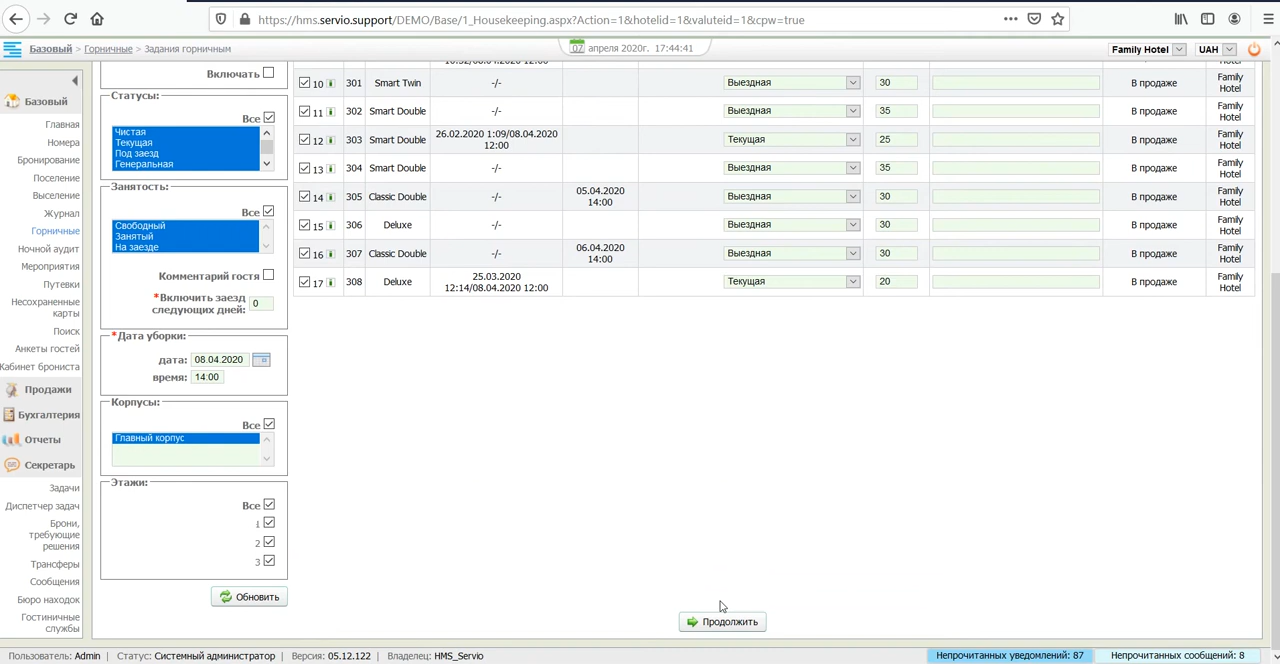 https://hms.servio.support/DEMO/Base/1_Housekeeping.aspx?Action=1&hotelid=1&valuteid=1&cpw=true
Базовый > Горничные > Задания горничным
07 апреля 2020г. 17:44:41
Family Hotel
UAH
Базовый
Главная
Номера
Бронирование
Поселение
Выселение
Журнал
Горничные
Ночной аудит
Мероприятия
Путевки
Несохраненные
карты
Поиск
Анкеты гостей
Кабинет брониста
Продажи
Бухгалтерия
Отчеты
Секретарь
Задачи
Диспетчер задач
Брони,
требующие
решения
Трансферы
Сообщения
Бюро находок
Гостиничные
службы
Включать
Статусы:
Все
Чистая
Текущая
Под заезд
Генеральная
Занятость:
Все
Свободный
Занятый
На заезде
Комментарий гостя
*Включить заезд
следующих дней: 0
*Дата уборки:
дата: 08.04.2020
время: 14:00
Корпусы:
Все
Главный корпус
Этажи:
Все
1
2
3
Обновить
10 301 Smart Twin -/- Выездная 30 В продаже Family Hotel
11 302 Smart Double -/- Выездная 35 В продаже Family Hotel
12 303 Smart Double 26.02.2020 1:09/08.04.2020 12:00 Текущая 25 В продаже Family Hotel
13 304 Smart Double -/- Выездная 35 В продаже Family Hotel
14 305 Classic Double -/- 05.04.2020 14:00 Выездная 30 В продаже Family Hotel
15 306 Deluxe -/- Выездная 30 В продаже Family Hotel
16 307 Classic Double -/- 06.04.2020 14:00 Выездная 30 В продаже Family Hotel
17 308 Deluxe 25.03.2020 12:14/08.04.2020 12:00 Текущая 20 В продаже Family Hotel
Продолжить
Пользователь: Admin | Статус: Системный администратор | Версия: 05.12.122 | Владелец: HMS_Servio
Непрочитанных уведомлений: 87
Непрочитанных сообщений: 8